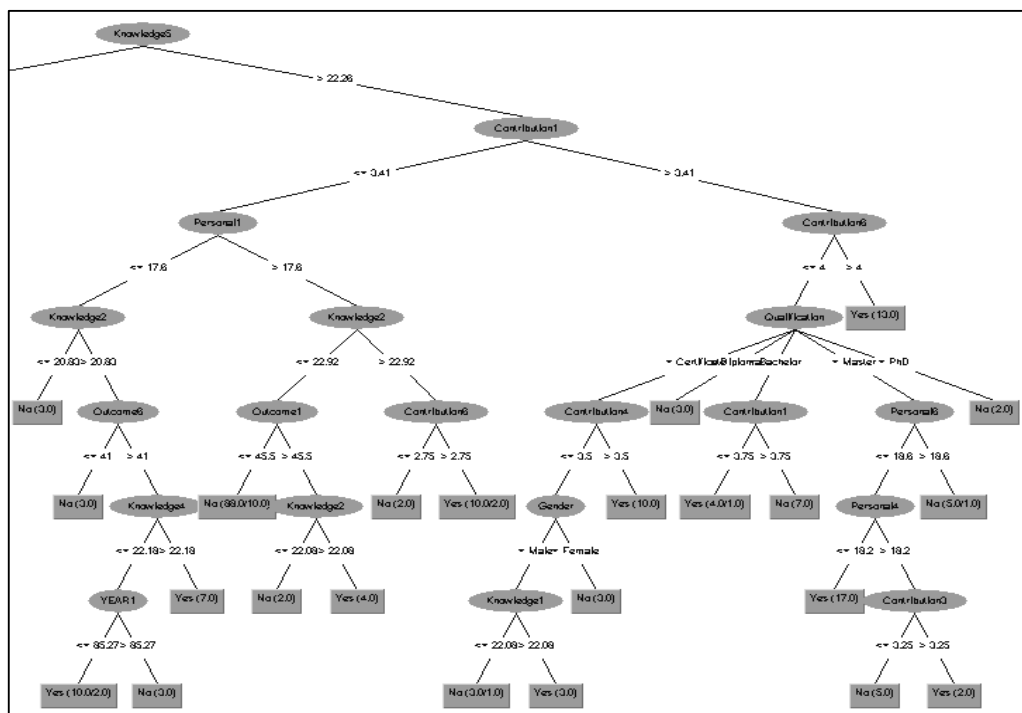 Knowledge5
> 22.26
Contribution1
<= 3.41 > 3.41
Personal1 Contribution6
<= 17.6 > 17.6 <= 4 > 4
Knowledge2 Knowledge2 Qualification Yes (13.0)
<= 20.83 > 20.83 <= 22.92 > 22.92 = Certificate = Diploma = Bachelor = Master = PhD
No (3.0) Outcome6 Outcome1 Contribution6 Contribution4 No (3.0) Contribution1 Personal6 No (2.0)
<= 41 > 41 <= 45.5 > 45.5 <= 2.75 > 2.75 <= 3.5 > 3.5 <= 3.75 > 3.75 <= 18.6 > 18.6
No (3.0) Knowledge4 No (88.0/10.0) Knowledge2 No (2.0) Yes (10.0/2.0) Gender Yes (10.0) Yes (4.0/1.0) No (7.0) Personal4 No (5.0/1.0)
<= 22.18 > 22.18 <= 22.08 > 22.08 = Male = Female <= 18.2 > 18.2
YEAR1 Yes (7.0) No (2.0) Yes (4.0) Knowledge1 No (3.0) Yes (17.0) Contribution3
<= 85.27 > 85.27 <= 22.08 > 22.08 <= 3.25 > 3.25
Yes (10.0/2.0) No (3.0) No (3.0/1.0) Yes (3.0) No (5.0) Yes (2.0)